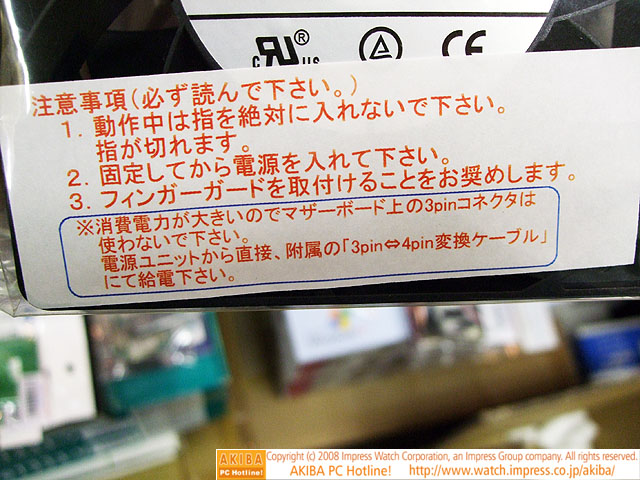 c RU ® US CE
注意事項(必ず読んで下さい。)
1. 動作中は指を絶対に入れないで下さい。
指が切れます。
2. 固定してから電源を入れて下さい。
3. フィンガーガードを取付けることをお奨めします。
※消費電力が大きいのでマザーボード上の3pinコネクタは
使わないで下さい。
電源ユニットから直接、附属の「3pin⇔4pin変換ケーブル」
にて給電下さい。
AKIBA Copyright (c) 2008 Impress Watch Corporation, an Impress Group company. All rights reserved.
PC Hotline! AKIBA PC Hotline! http://www.watch.impress.co.jp/akiba/